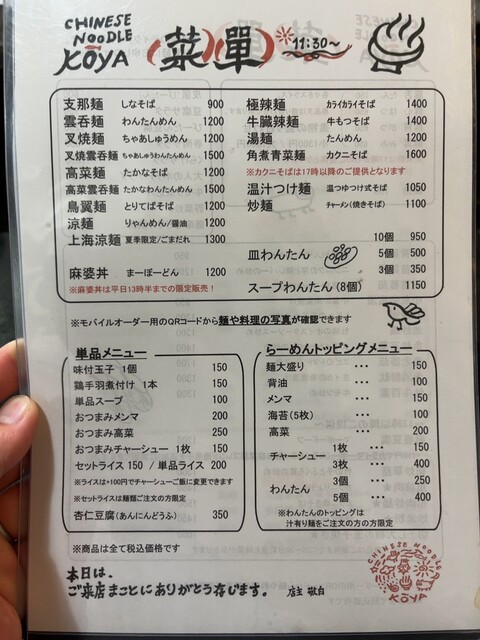 CHINESE
NOODLE
KOYA
菜單
11:30~
支那麺 しなそば 900
雲呑麺 わんたんめん 1200
叉焼麺 ちゃあしゅうめん 1200
叉焼雲呑麺 ちゃあしゅうわんたんめん 1500
高菜麺 たかなそば 1200
高菜雲呑麺 たかなわんたんめん 1500
鳥翼麺 とりてばそば 1200
涼麺 りゃんめん/醤油 1200
上海涼麺 夏季限定/ごまだれ 1300
麻婆丼 まーぼーどん 1200
※麻婆丼は平日13時半までの限定販売!
極辣麺 カライカライそば 1400
牛臓辣麺 牛もつそば 1400
湯麺 たんめん 1200
角煮青菜麺 カクニそば 1600
※カクニそばは17時以降のご提供となります
温汁つけ麺 温つゆつけ式そば 1050
炒麺 チャーメン(焼きそば) 1100
皿わんたん
10個 950
5個 500
3個 350
スープわんたん(8個) 1150
※モバイルオーダー用のQRコードから麺や料理の写真が確認できます
単品メニュー
味付玉子 1個 150
鶏手羽煮付け 1本 150
単品スープ 100
おつまみメンマ 200
おつまみ高菜 250
おつまみチャーシュー 1枚 150
セットライス 150 / 単品ライス 200
※ライスは+100円でチャーシューご飯に変更できます
※セットライスは麺類ご注文の方限定
杏仁豆腐(あんにんどうふ) 350
らーめんトッピングメニュー
麺大盛り ・・・ 150
背油 ・・・ 100
メンマ ・・・ 150
海苔(5枚) ・・・ 100
高菜 ・・・ 200
チャーシュー
1枚 ・・・ 150
3枚 ・・・ 400
わんたん
3個 ・・・ 250
5個 ・・・ 400
※わんたんのトッピングは
汁有り麺をご注文の方の方限定
※商品は全て税込価格です
本日は、
ご来店まことにありがとう存じます。 店主 敬白
CHINESE NOODLE
KOYA